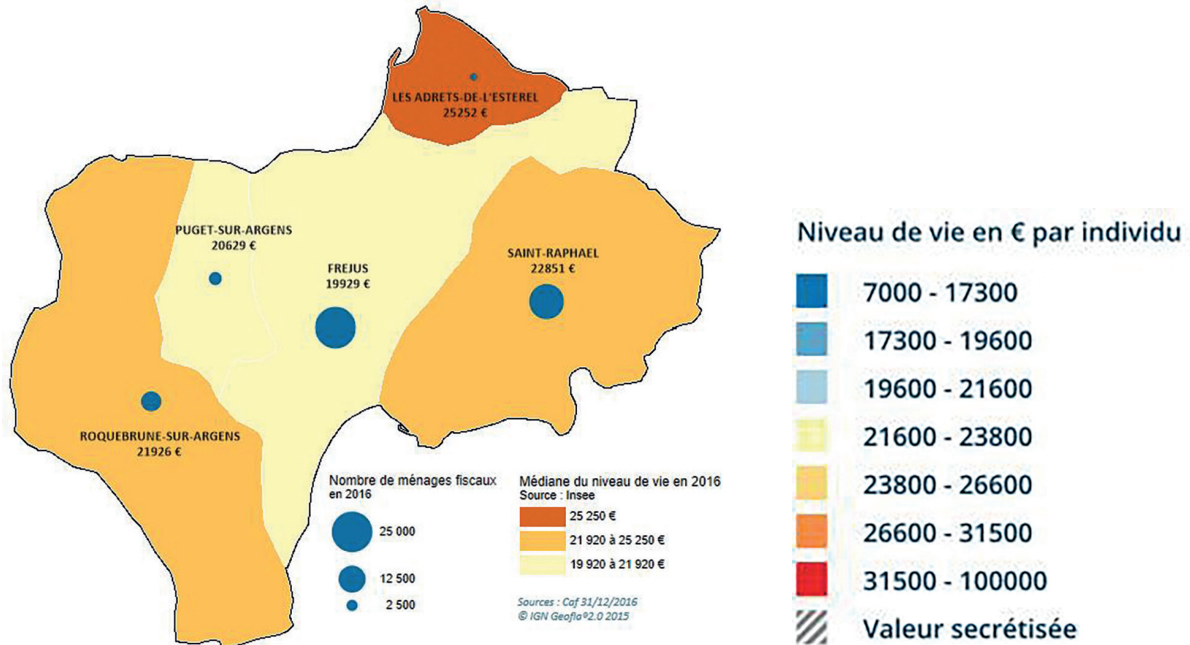 LES ADRETS-DE-L'ESTEREL
25252 €
PUGET-SUR-ARGENS
20629 €
FREJUS
19929 €
SAINT-RAPHAEL
22851 €
ROQUEBRUNE-SUR-ARGENS
21926 €
Nombre de ménages fiscaux
en 2016
25 000
12 500
2 500
Médiane du niveau de vie en 2016
Source : Insee
25 250 €
21 920 à 25 250 €
19 920 à 21 920 €
Sources : Caf 31/12/2016
© IGN Geofla®2.0 2015
Niveau de vie en € par individu
7000 - 17300
17300 - 19600
19600 - 21600
21600 - 23800
23800 - 26600
26600 - 31500
31500 - 100000
Valeur secrétisée